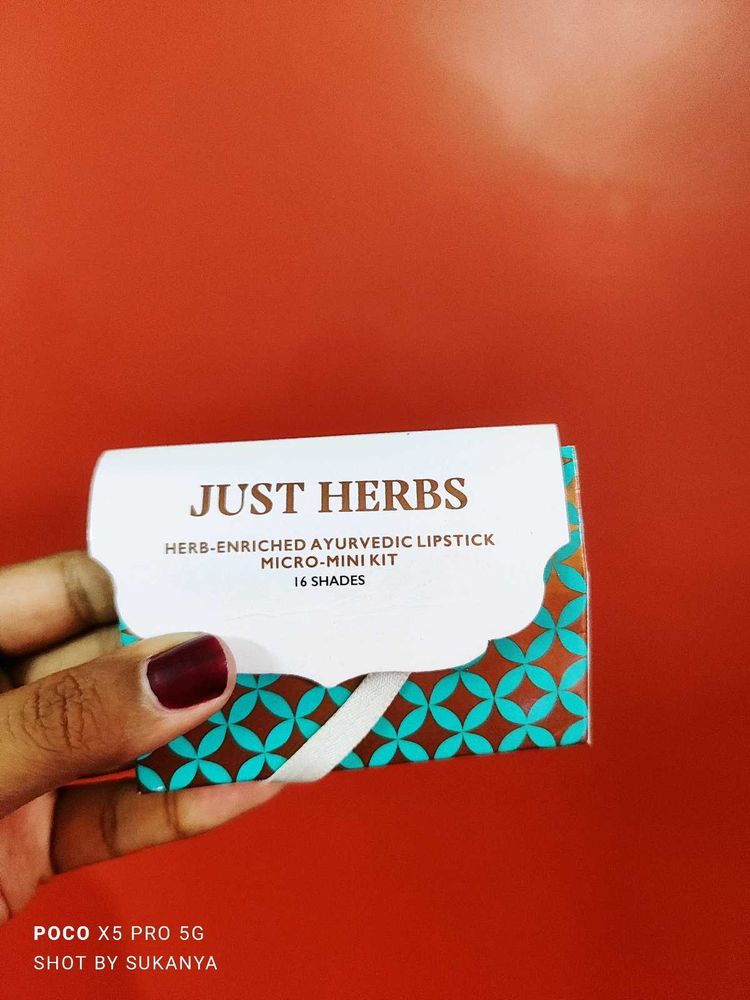 JUST HERBS
HERB-ENRICHED AYURVEDIC LIPSTICK
MICRO-MINI KIT
16 SHADES
POCO X5 PRO 5G
SHOT BY SUKANYA